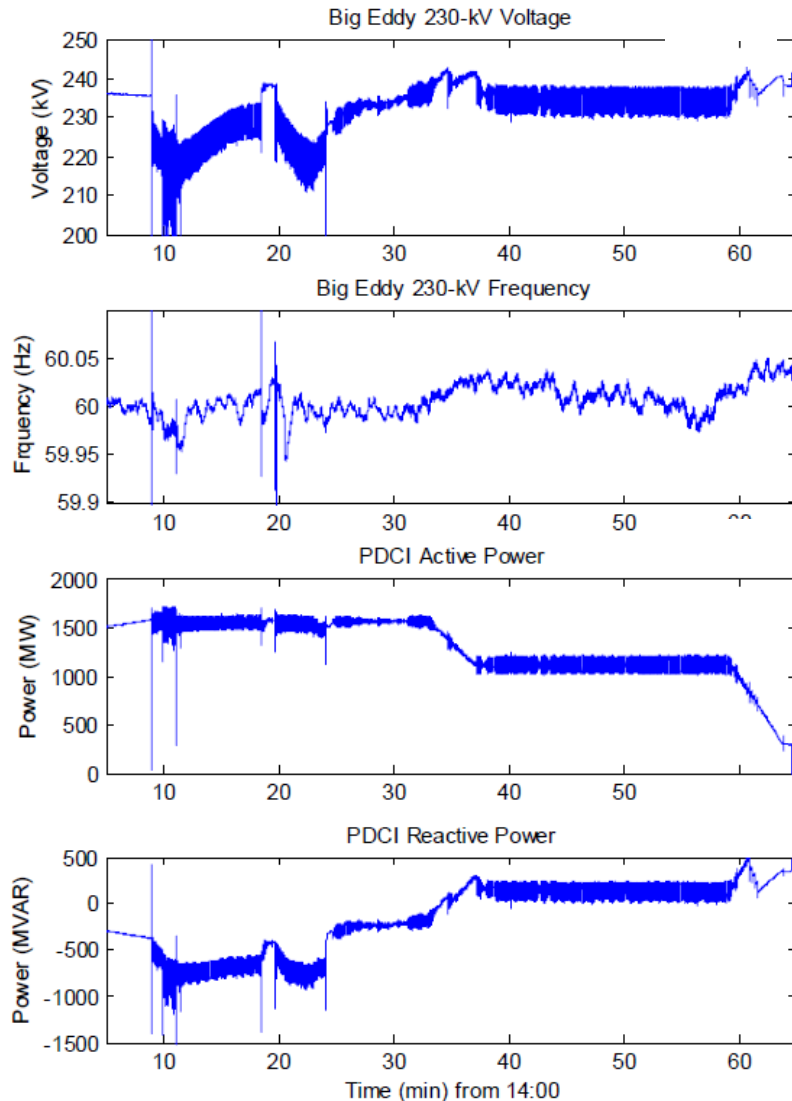 Big Eddy 230-kV Voltage
250
240
230
220
210
200
Voltage (kV)
10 20 30 40 50 60
Big Eddy 230-kV Frequency
60.05
60
59.95
59.9
Frquency (Hz)
10 20 30 40 50
PDCI Active Power
2000
1500
1000
500
0
Power (MW)
10 20 30 40 50 60
PDCI Reactive Power
500
0
-500
-1000
-1500
Power (MVAR)
10 20 30 40 50 60
Time (min) from 14:00